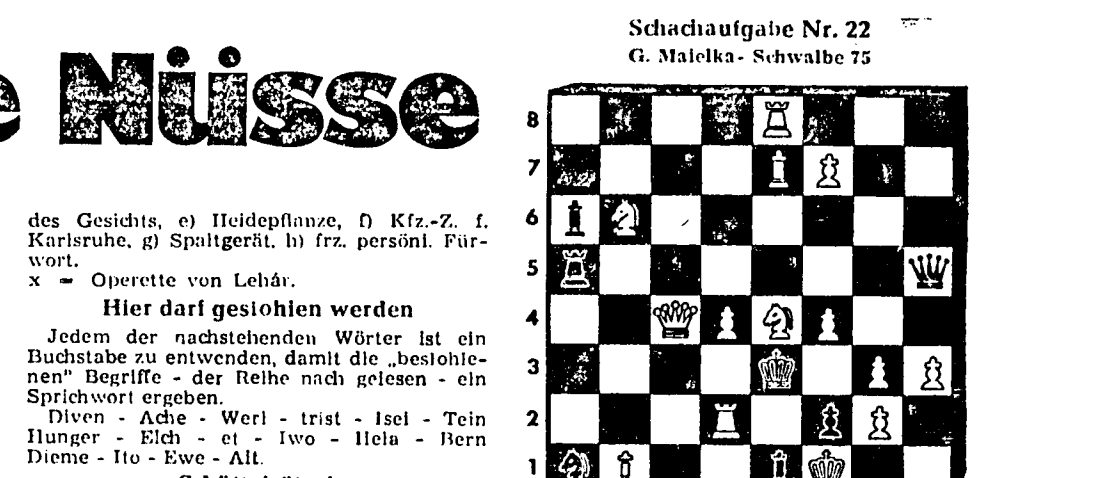 Schachaufgabe Nr. 22
G. Maielka- Schwalbe 75
e Nüsse
des Gesichts, e) Heidepflanze, f) Kfz.-Z. f.
Karlsruhe, g) Spaltgerät, h) frz. persönl. Für-
wort.
x = Operette von Lehár.
Hier darf gestohlen werden
Jedem der nachstehenden Wörter ist ein
Buchstabe zu entwenden, damit die „bestohle-
nen" Begriffe - der Reihe nach gelesen - ein
Sprichwort ergeben.
Diven - Ache - Werl - trist - Isel - Tein
Hunger - Elch - et - Iwo - Hela - Bern
Dieme - Ito - Ewe - Alt.
8
7
6
5
4
3
2
1